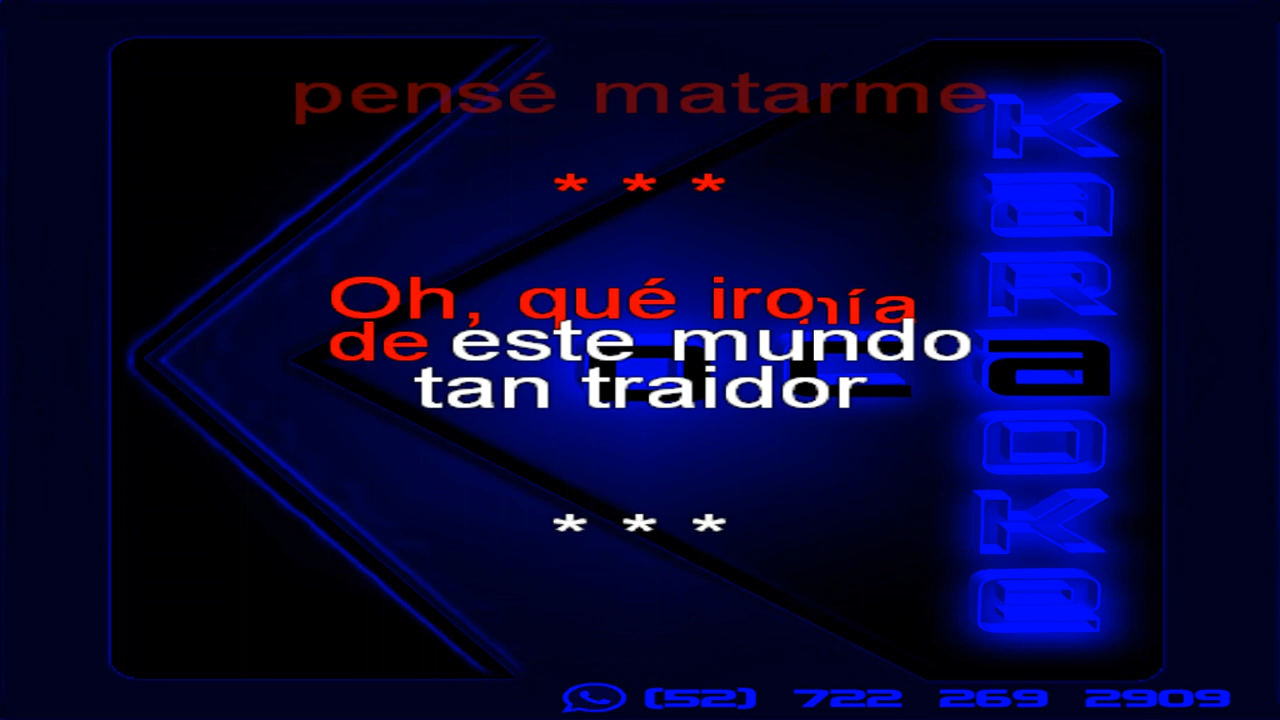 pensé matarme
* * *
Oh, qué ironía
de este mundo
tan traidor
* * *
KaRaOKe
(52) 722 269 2909